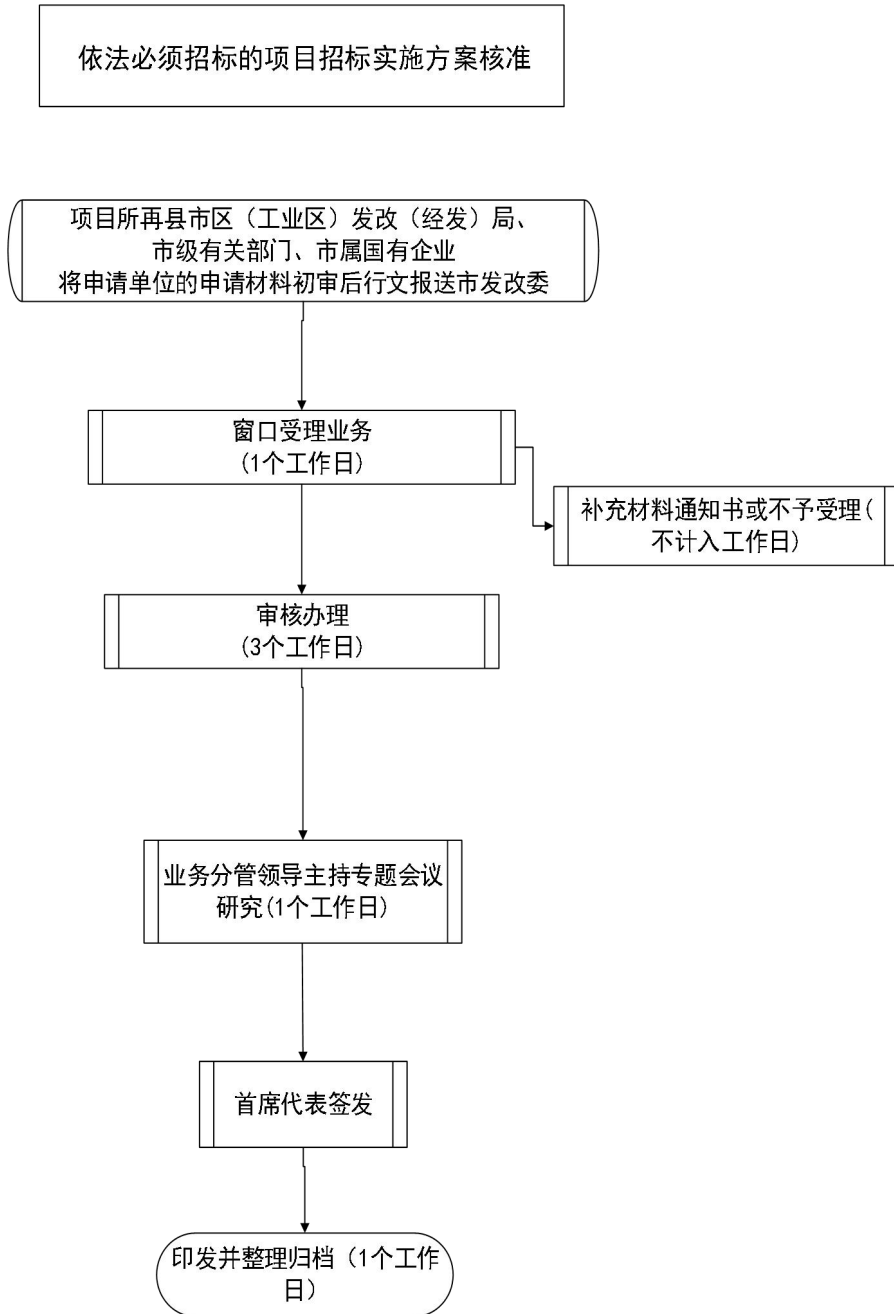 依法必须招标的项目招标实施方案核准
项目所再县市区（工业区）发改（经发）局、
市级有关部门、市属国有企业
将申请单位的申请材料初审后行文报送市发改委
窗口受理业务
(1个工作日)
补充材料通知书或不予受理(
不计入工作日)
审核办理
(3个工作日)
业务分管领导主持专题会议
研究(1个工作日)
首席代表签发
印发并整理归档（1个工作
日）